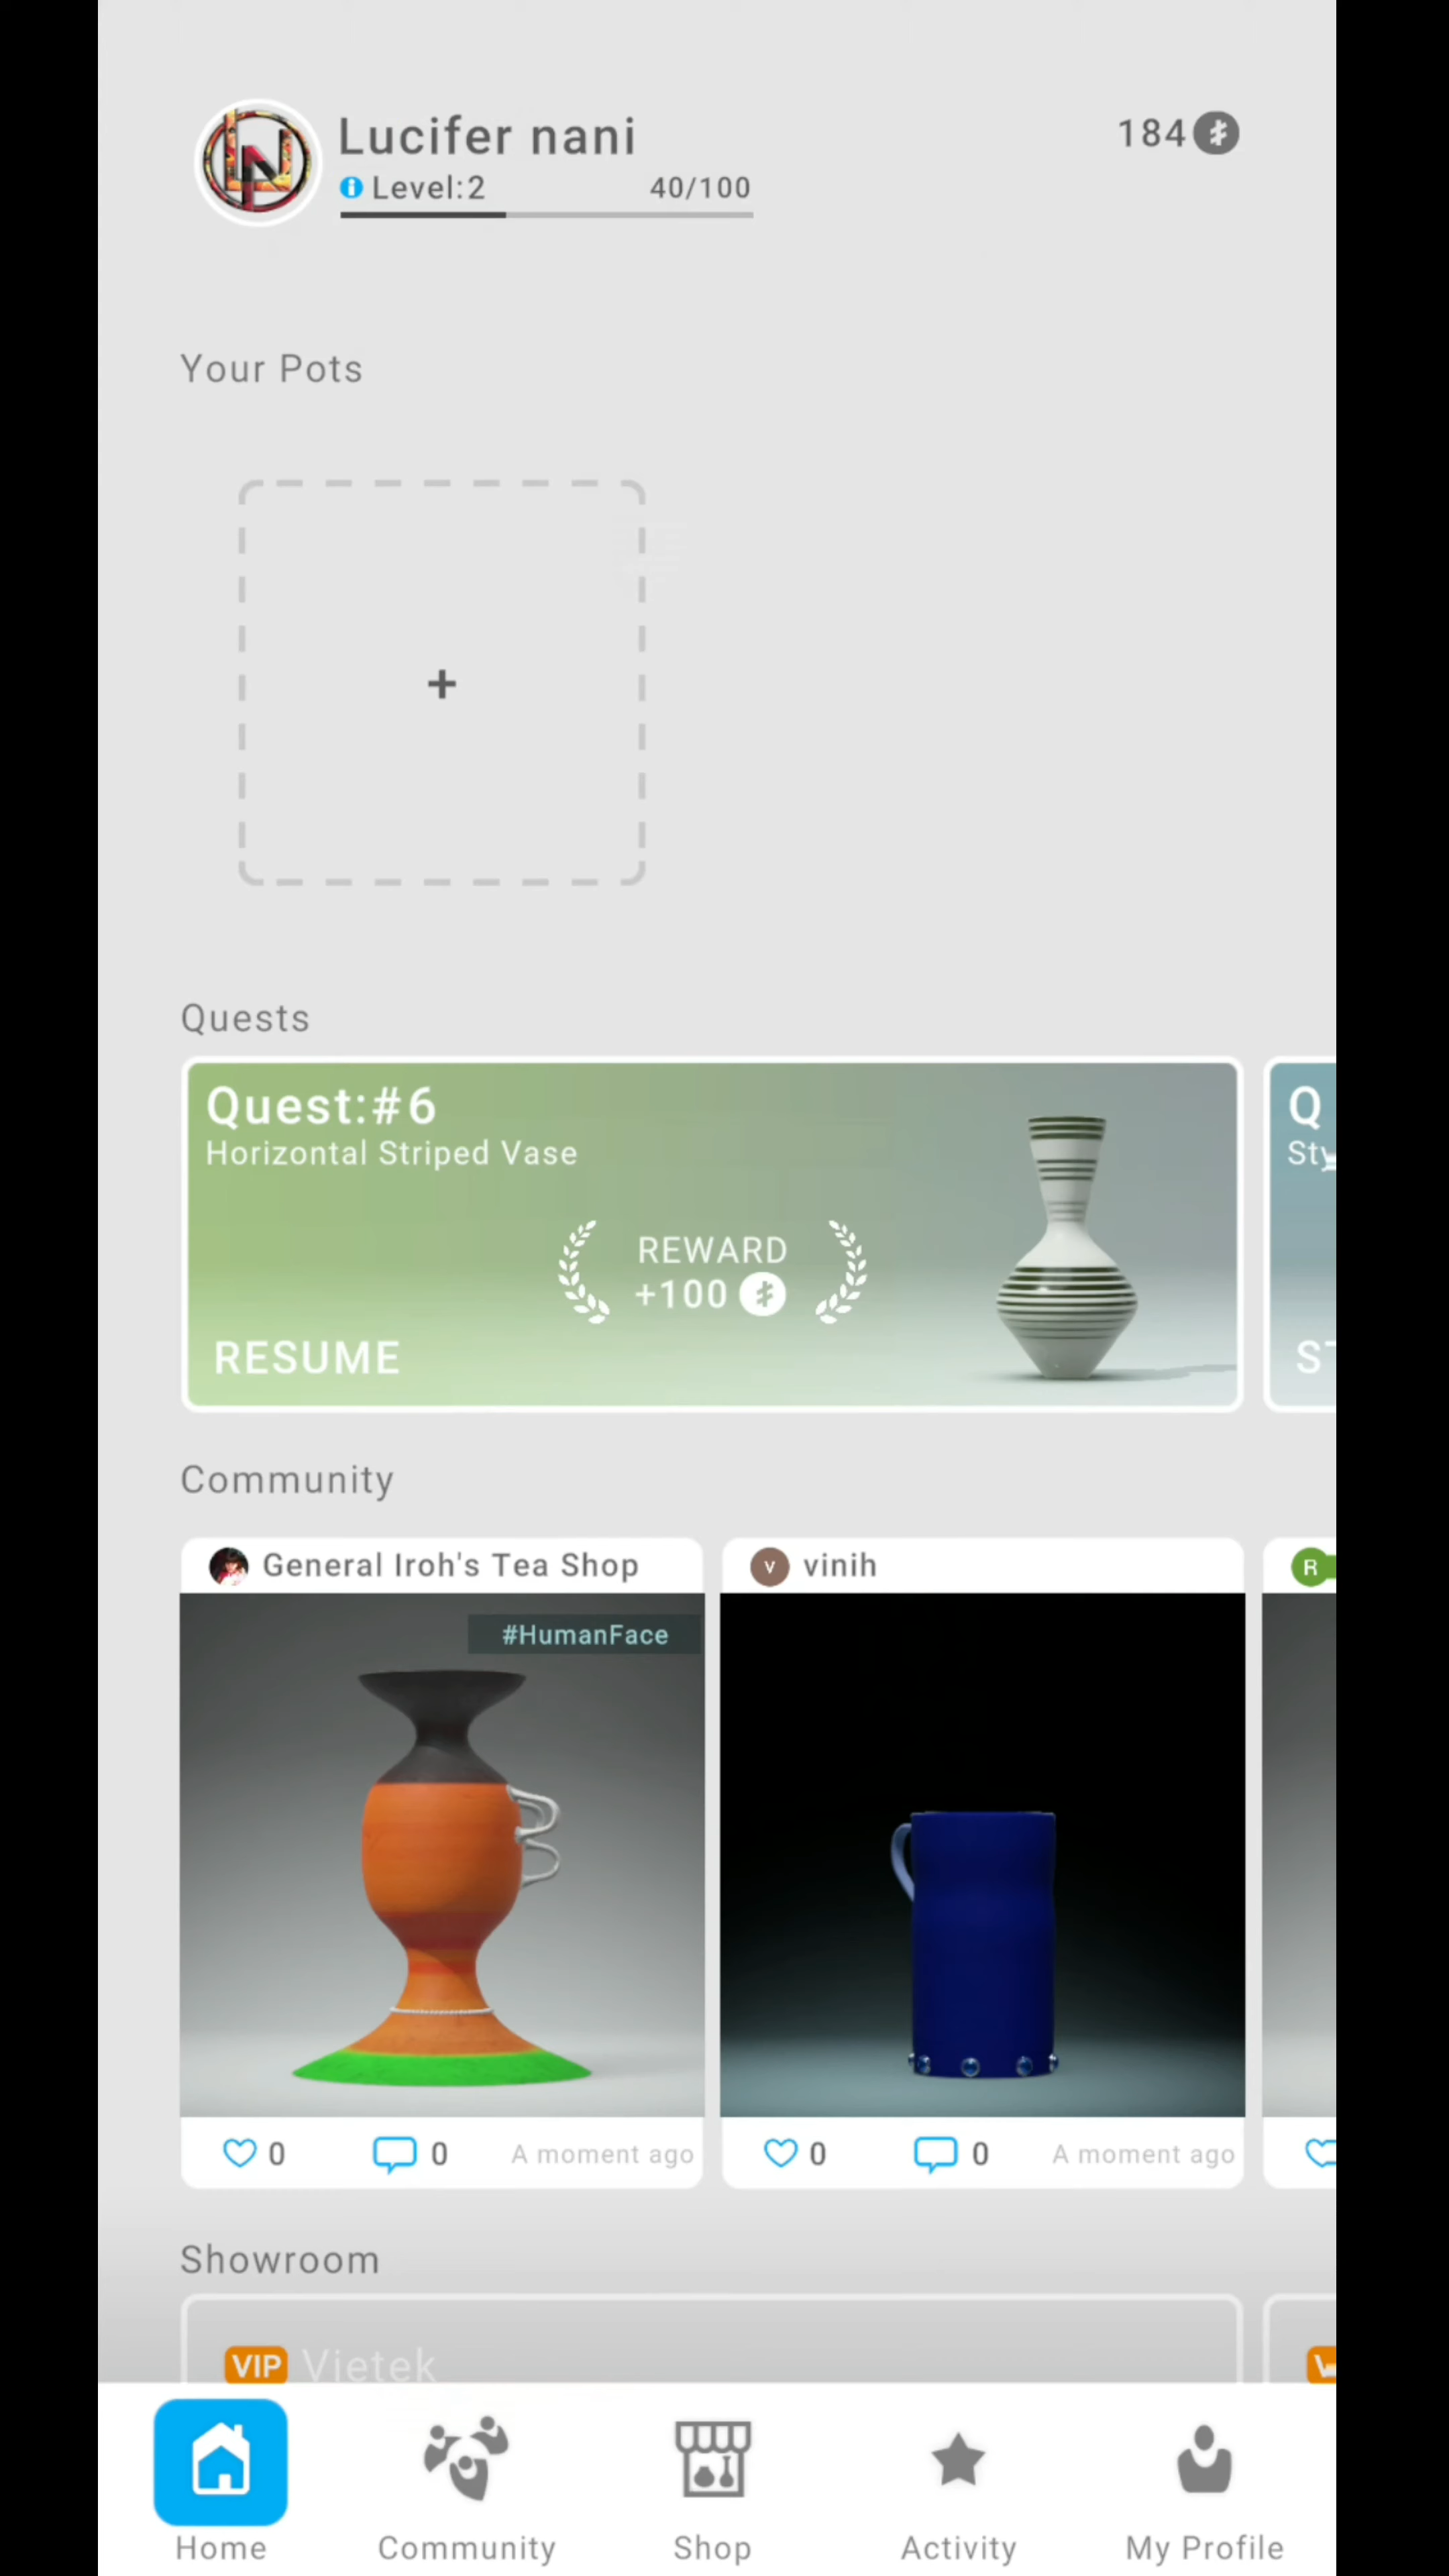 Lucifer nani
184
Level:2
40/100
Your Pots
+
Quests
Quest:#6
Horizontal Striped Vase
REWARD
+100
RESUME
Q
St
ST
Community
General Iroh's Tea Shop
V
vinih
R
#HumanFace
0
0
A moment ago
0
0
A moment ago
Showroom
VIP Vietek
Home
Community
Shop
Activity
My Profile